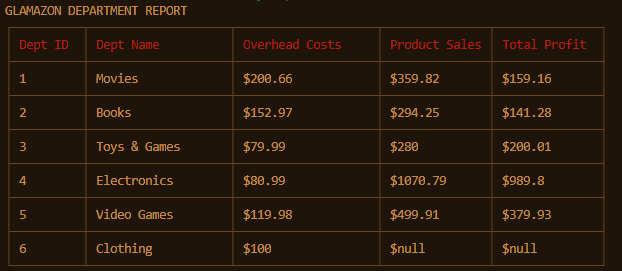 GLAMAZON DEPARTMENT REPORT
Dept ID Dept Name Overhead Costs Product Sales Total Profit
1 Movies $200.66 $359.82 $159.16
2 Books $152.97 $294.25 $141.28
3 Toys & Games $79.99 $280 $200.01
4 Electronics $80.99 $1070.79 $989.8
5 Video Games $119.98 $499.91 $379.93
6 Clothing $100 $null $null